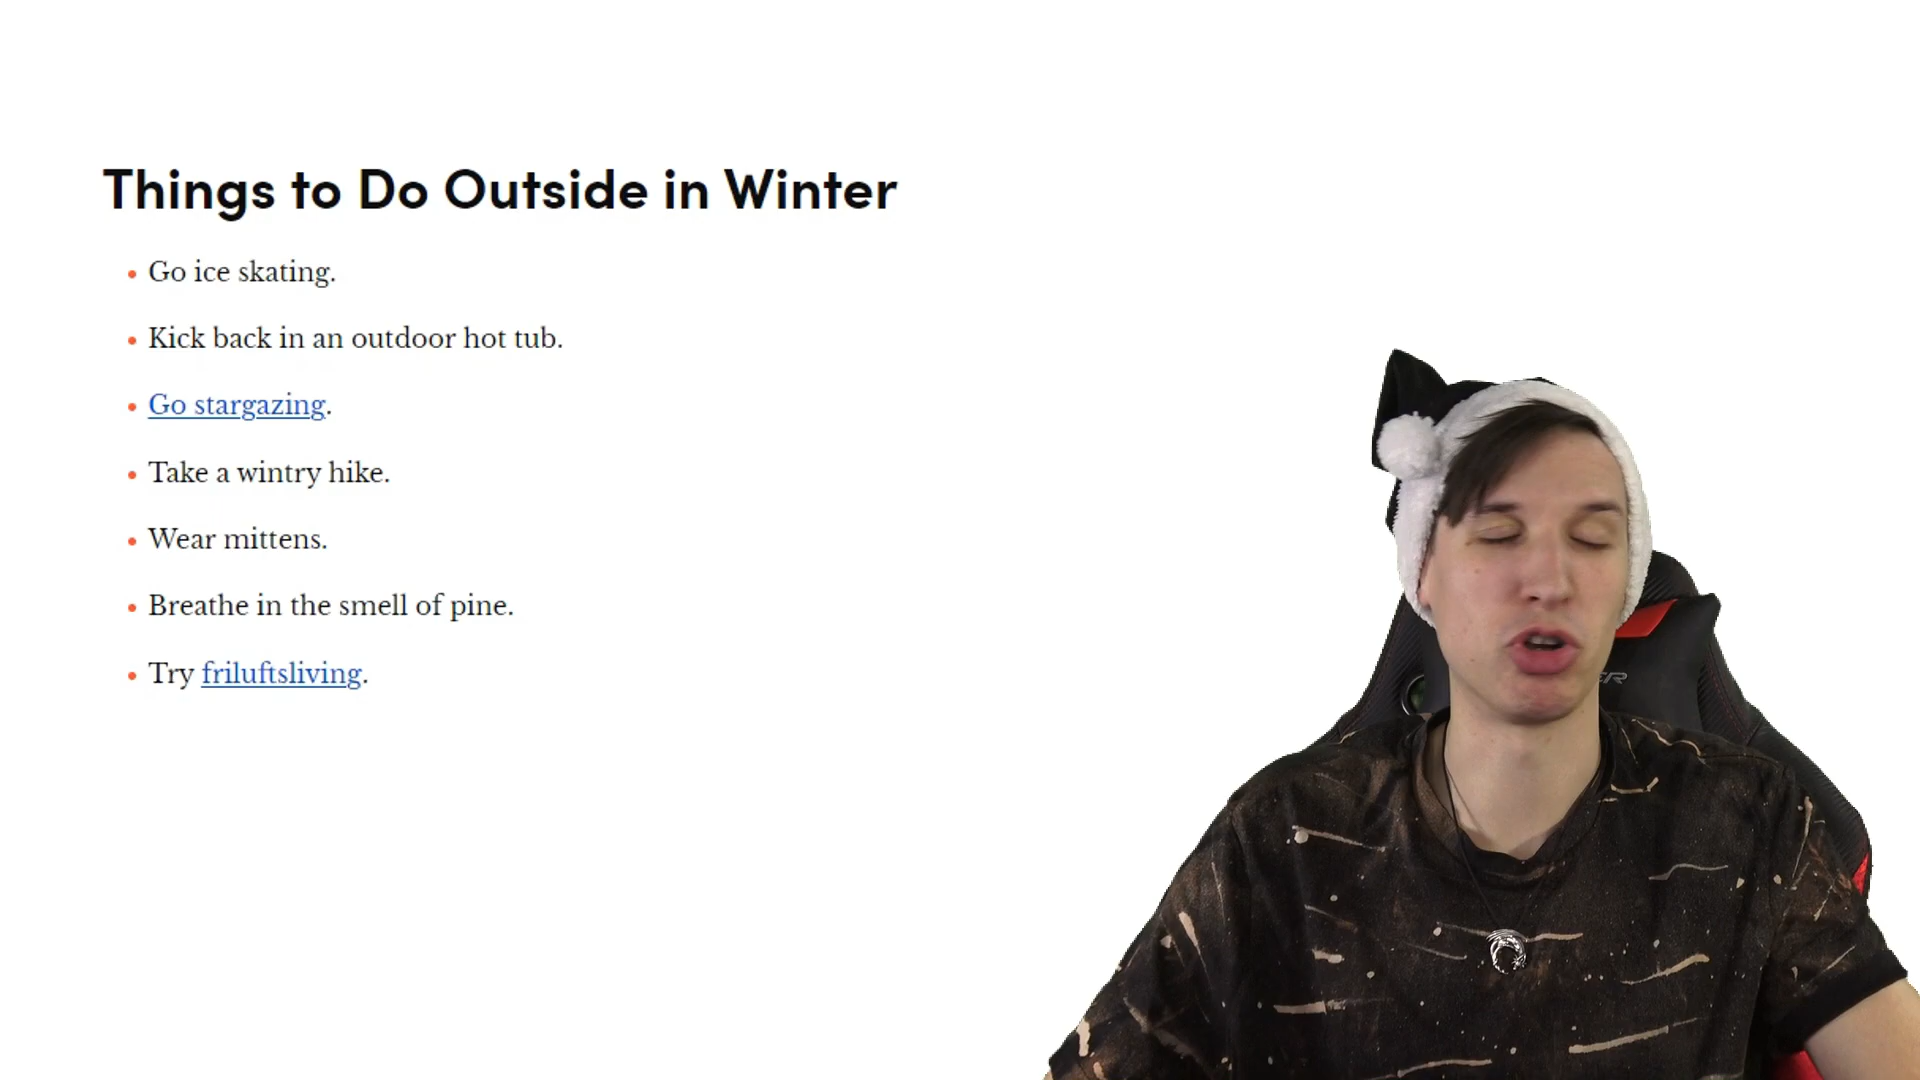 Things to Do Outside in Winter
Go ice skating.
Kick back in an outdoor hot tub.
Go stargazing.
Take a wintry hike.
Wear mittens.
Breathe in the smell of pine.
Try friluftsliving.